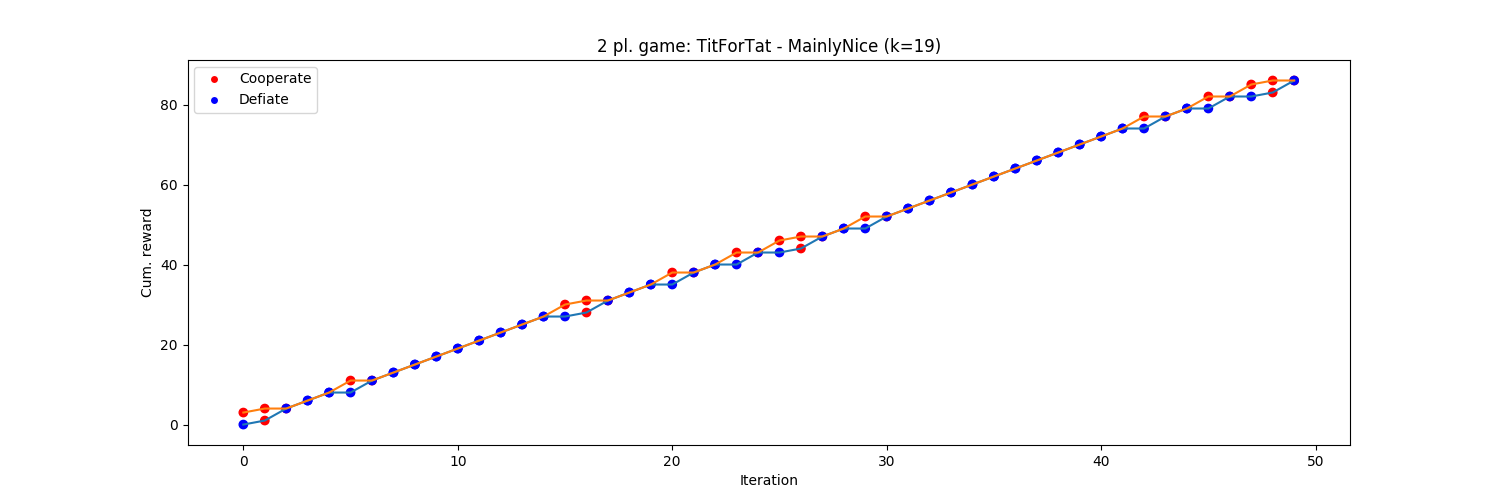 2 pl. game: TitForTat - MainlyNice (k=19)
Cooperate
Defiate
Cum. reward
80
60
40
20
0
0 10 20 30 40 50
Iteration